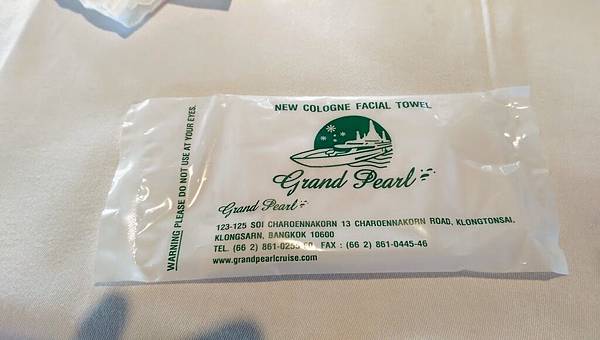 NEW COLOGNE FACIAL TOWEL
Grand Pearl
Grand Pearl
123-125 SOI CHAROENNAKORN 13 CHAROENNAKORN ROAD, KLONGTONSAI,
KLONGSARN, BANGKOK 10600
TEL. (66 2) 861-0255-60 FAX : (66 2) 861-0445-46
www.grandpearlcruise.com
WARNING PLEASE DO NOT USE AT YOUR EYES.